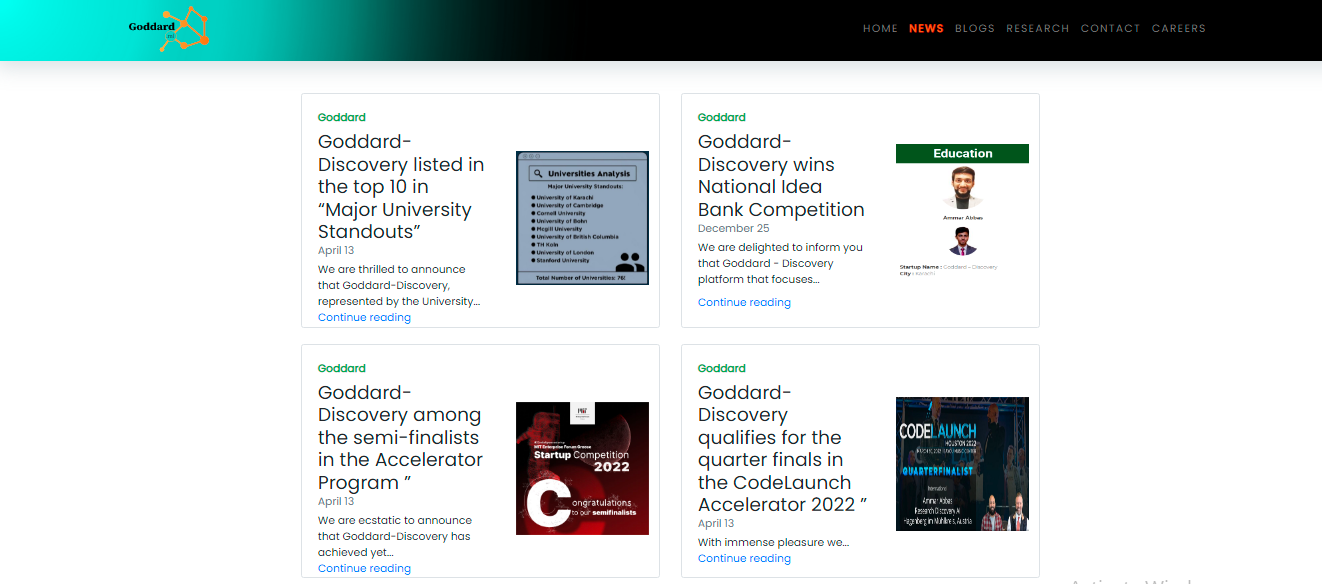 Goddard
HOME NEWS BLOGS RESEARCH CONTACT CAREERS
Goddard
Goddard-
Discovery listed in
the top 10 in
“Major University
Standouts”
April 13
We are thrilled to announce
that Goddard-Discovery,
represented by the University...
Continue reading
Universities Analysis
Major University Standouts:
University of Karachi
University of Cambridge
Cornell University
University of Bohn
Mcgill University
University of British Columbia
TH Koln
University of London
Stanford University
Total Number of Universities: 76!
Goddard
Goddard-
Discovery wins
National Idea
Bank Competition
December 25
We are delighted to inform you
that Goddard - Discovery
platform that focuses...
Continue reading
Education
Ammar Abbas
Startup Name : Goddard - Discovery
City : Karachi
Goddard
Goddard-
Discovery among
the semi-finalists
in the Accelerator
Program ”
April 13
We are ecstatic to announce
that Goddard-Discovery has
achieved yet...
Continue reading
MIT Enterprise Forum Greece
Startup Competition
2022
Congratulations
to our semifinalists
Goddard
Goddard-
Discovery
qualifies for the
quarter finals in
the CodeLaunch
Accelerator 2022 ”
April 13
With immense pleasure we...
Continue reading
CODELAUNCH
HOUSTON 2022
QUARTERFINALIST
International
Ammar Abbas
Research Discovery AI
Hagenberg im Mühlkreis, Austria